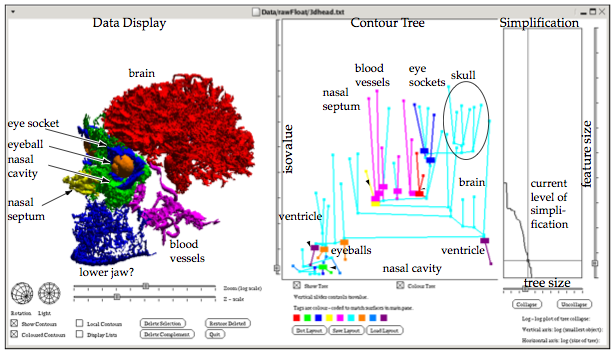 Data/rawFloat/3dhead.txt
Data Display
Contour Tree
Simplification
brain
eye socket
eyeball
nasal
cavity
nasal
septum
blood
vessels
lower jaw?
isovalue
blood
vessels
eye
sockets
skull
nasal
septum
brain
ventricle
ventricle
eyeballs
nasal cavity
feature size
current
level of
simpli-
fication
tree size
Zoom (log scale)
Z - scale
Rotation
Light
Show Contours
Local Contours
Delete Selection
Restore Deleted
Coloured Contours
Display Lists
Delete Complement
Quit
Show Tree
Colour Tree
Vertical sliders controls isovalue.
Tags are colour-coded to match surfaces in main pane.
Dot Layout
Save Layout
Load Layout
Collapse
Uncollapse
Log-log plot of tree collapse:
Vertical axis: log (smallest object):
Horizontal axis: log (size of tree):